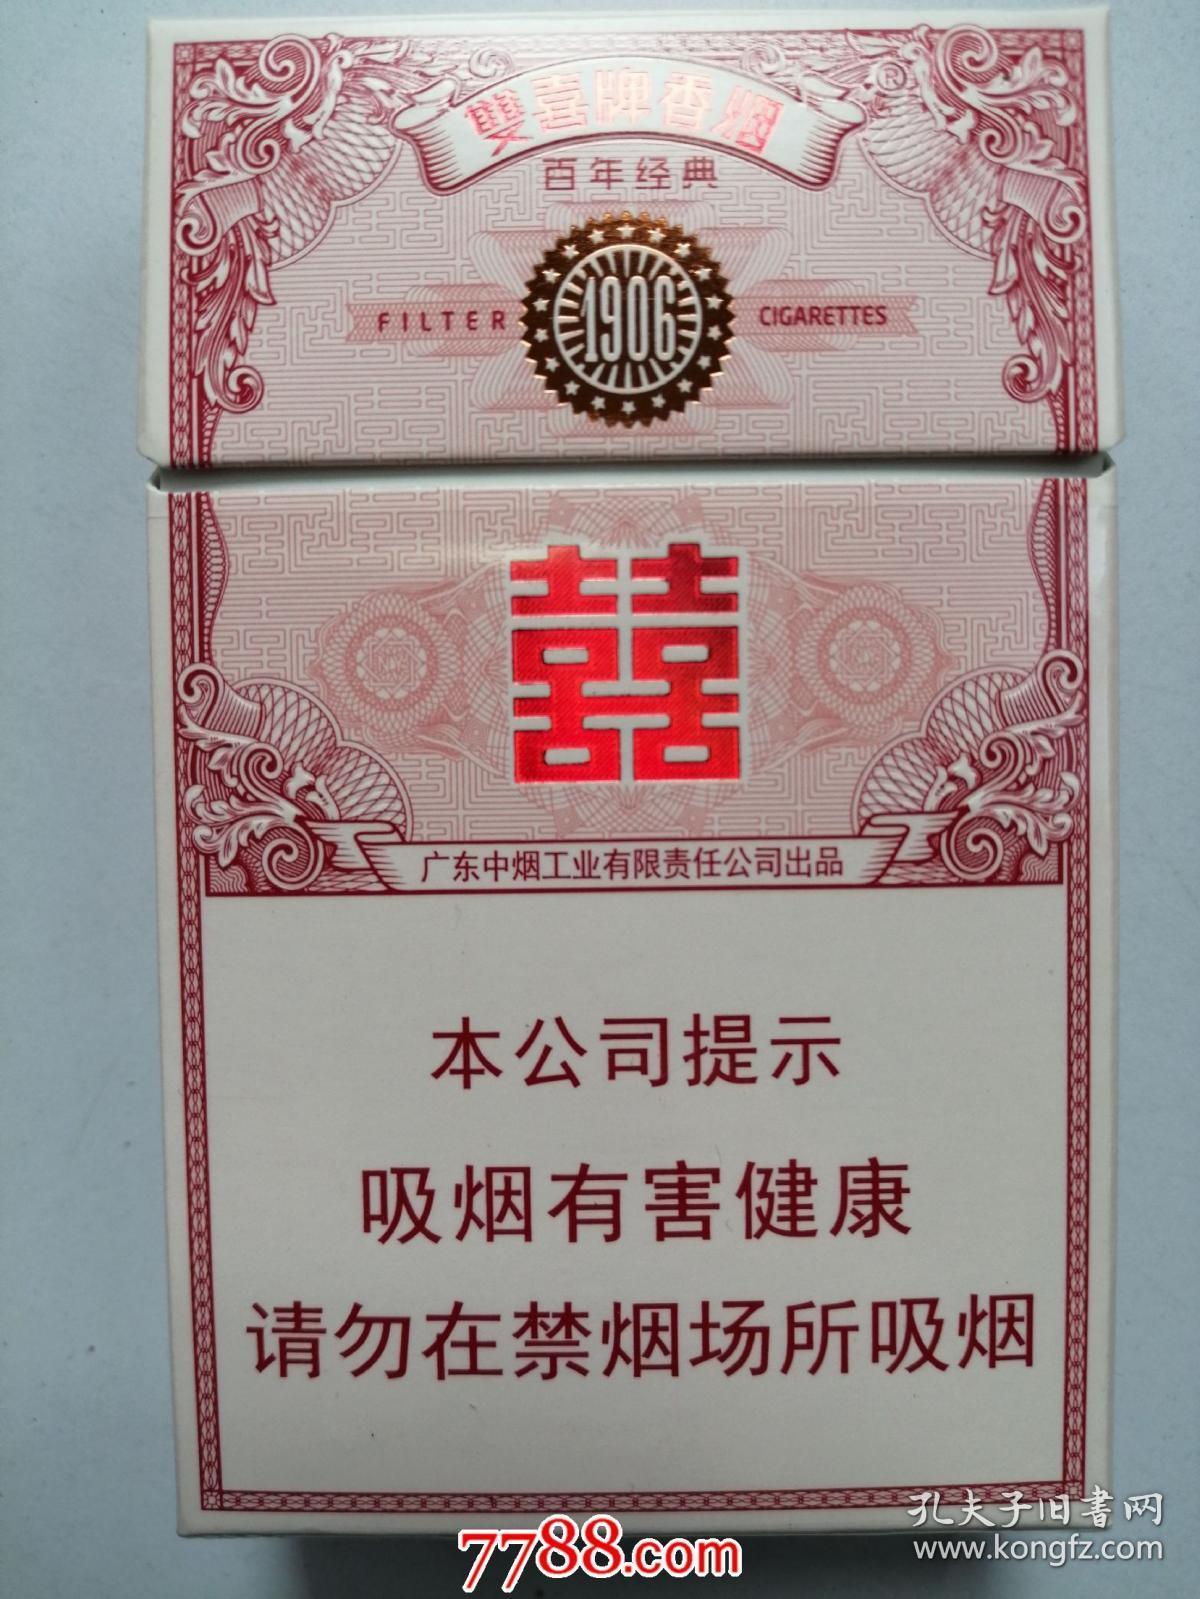 雙喜牌香烟
®
百年经典
FILTER 1906 CIGARETTES
囍
广东中烟工业有限责任公司出品
本公司提示
吸烟有害健康
请勿在禁烟场所吸烟
孔夫子旧书网
www.kongfz.com
7788.com